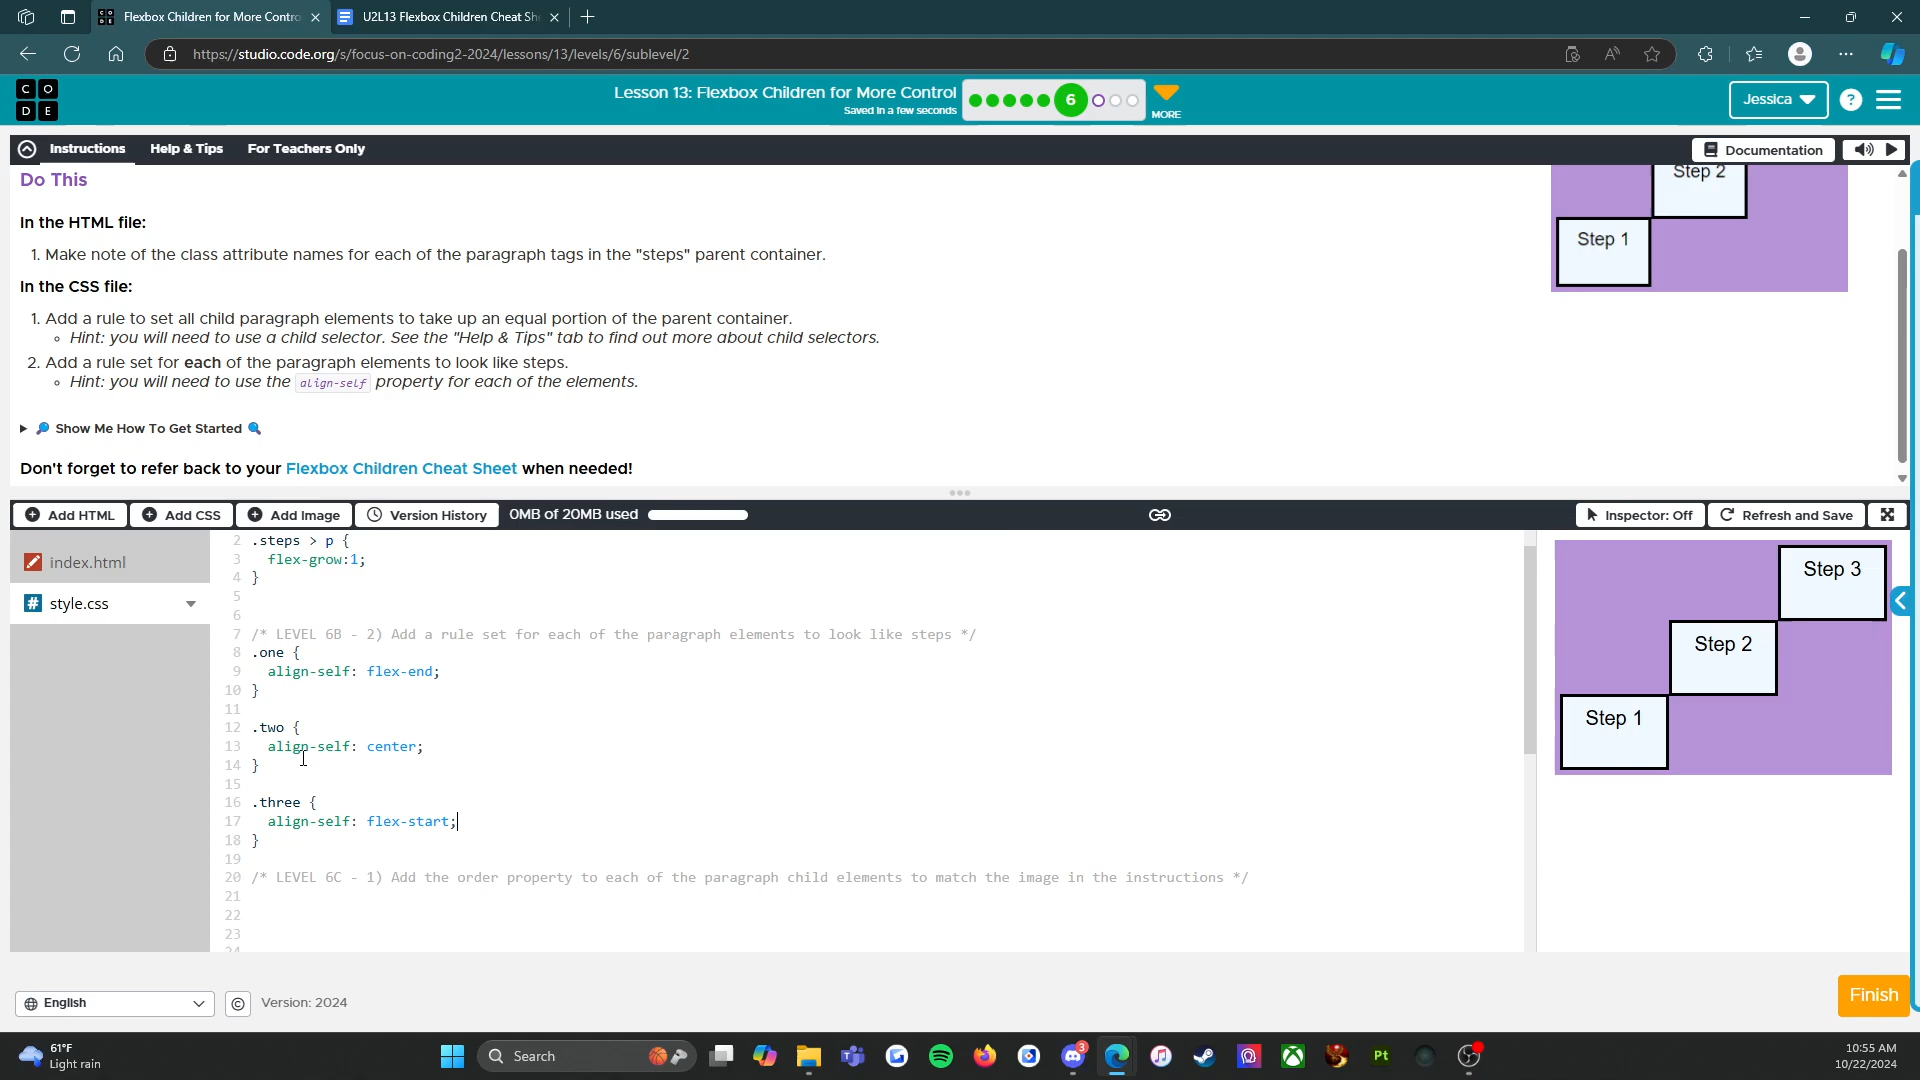 Flexbox Children for More Contro
U2L13 Flexbox Children Cheat Sh
https://studio.code.org/s/focus-on-coding2-2024/lessons/13/levels/6/sublevel/2
C O
D E
Lesson 13: Flexbox Children for More Control
Saved in a few seconds
6
MORE
Jessica
?
Instructions
Help & Tips
For Teachers Only
Documentation
Do This
In the HTML file:
1. Make note of the class attribute names for each of the paragraph tags in the "steps" parent container.
In the CSS file:
1. Add a rule to set all child paragraph elements to take up an equal portion of the parent container.
Hint: you will need to use a child selector. See the "Help & Tips" tab to find out more about child selectors.
2. Add a rule set for each of the paragraph elements to look like steps.
Hint: you will need to use the align-self property for each of the elements.
Show Me How To Get Started
Don't forget to refer back to your Flexbox Children Cheat Sheet when needed!
Step 2
Step 1
Add HTML
Add CSS
Add Image
Version History
0MB of 20MB used
Inspector: Off
Refresh and Save
index.html
# style.css
2 .steps > p {
3 flex-grow:1;
4 }
5
6
7 /* LEVEL 6B - 2) Add a rule set for each of the paragraph elements to look like steps */
8 .one {
9 align-self: flex-end;
10 }
11
12 .two {
13 align-self: center;
14 }
15
16 .three {
17 align-self: flex-start;
18 }
19
20 /* LEVEL 6C - 1) Add the order property to each of the paragraph child elements to match the image in the instructions */
21
22
23
24
Step 3
Step 2
Step 1
English
©
Version: 2024
Finish
61°F
Light rain
Search
3
Pt
10:55 AM
10/22/2024